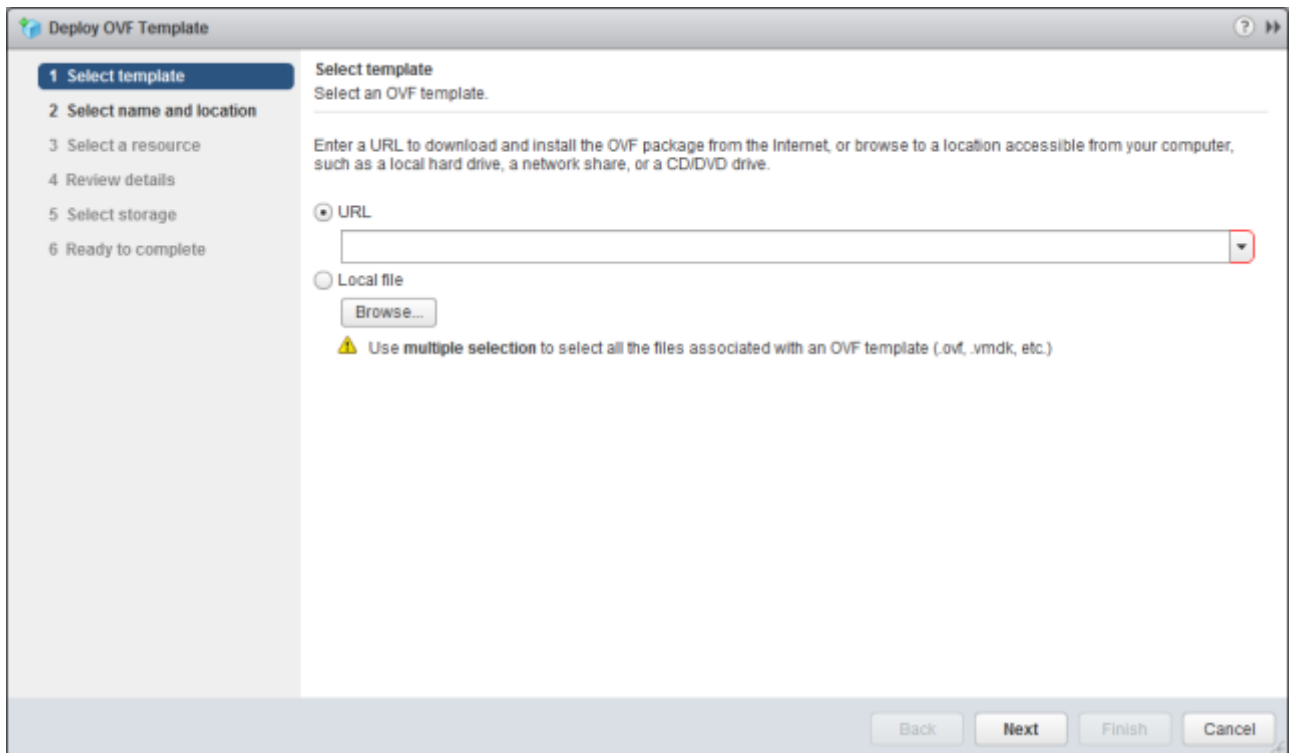 Deploy OVF Template
?
1 Select template
2 Select name and location
3 Select a resource
4 Review details
5 Select storage
6 Ready to complete
Select template
Select an OVF template.
Enter a URL to download and install the OVF package from the Internet, or browse to a location accessible from your computer,
such as a local hard drive, a network share, or a CD/DVD drive.
URL
Local file
Browse...
Use multiple selection to select all the files associated with an OVF template (.ovf, .vmdk, etc.)
Back Next Finish Cancel